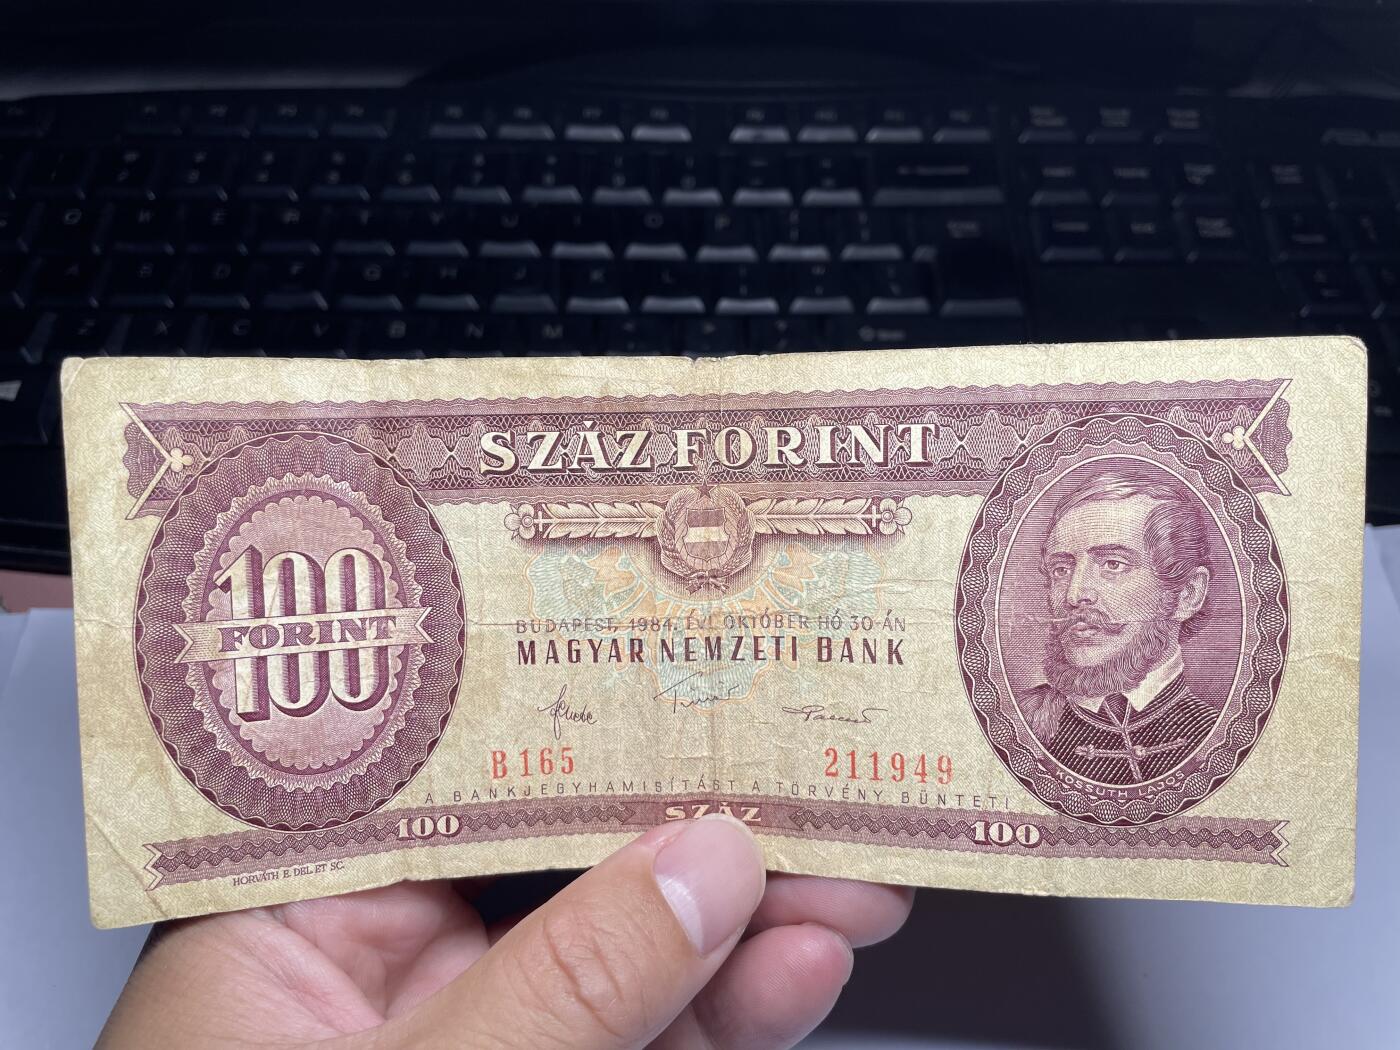 SZÁZ FORINT
100
FORINT
BUDAPEST, 1984. ÉVI OKTÓBER HÓ 30-ÁN
MAGYAR NEMZETI BANK
B 165
211949
KOSSUTH LAJOS
A BANKJEGYHAMISÍTÁST A TÖRVÉNY BÜNTETI
100
SZÁZ
100
HORVÁTH E. DEL. ET SC.